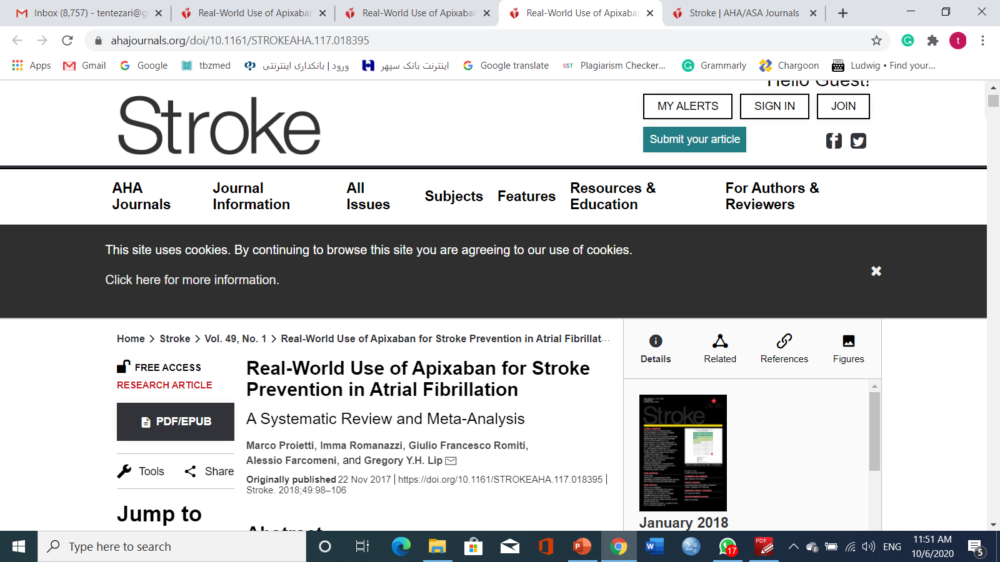 Inbox (8,757) - tentezari@g
Real-World Use of Apixaban
Real-World Use of Apixaban
Real-World Use of Apixaban
Stroke | AHA/ASA Journals
ahajournals.org/doi/10.1161/STROKEAHA.117.018395
t
Apps
Gmail
Google
tbzmed
ورود | بانکداری اینترنتی
اینترنت بانک سپهر
Google translate
SST Plagiarism Checker...
Grammarly
Chargoon
Ludwig • Find your...
Hello Guest!
Stroke
MY ALERTS
SIGN IN
JOIN
Submit your article
AHA
Journals
Journal
Information
All
Issues
Subjects
Features
Resources &
Education
For Authors &
Reviewers
This site uses cookies. By continuing to browse this site you are agreeing to our use of cookies.
Click here for more information.
Home > Stroke > Vol. 49, No. 1 > Real-World Use of Apixaban for Stroke Prevention in Atrial Fibrillat...
FREE ACCESS
RESEARCH ARTICLE
PDF/EPUB
Tools
Share
Jump to
Real-World Use of Apixaban for Stroke
Prevention in Atrial Fibrillation
A Systematic Review and Meta-Analysis
Marco Proietti, Imma Romanazzi, Giulio Francesco Romiti,
Alessio Farcomeni, and Gregory Y.H. Lip
Originally published 22 Nov 2017 | https://doi.org/10.1161/STROKEAHA.117.018395 |
Stroke. 2018;49:98–106
Abstract
Details
Related
References
Figures
Stroke
January 2018
Type here to search
17
PDF
ENG
11:51 AM
10/6/2020
5